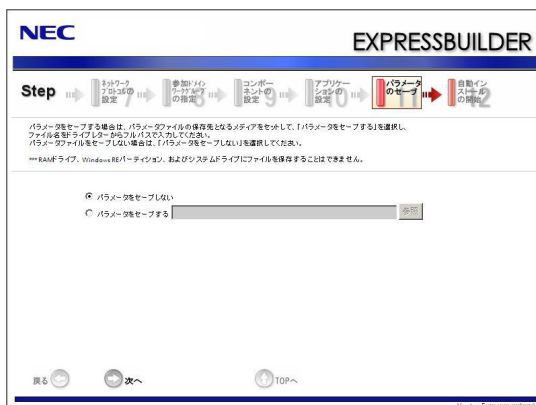 NEC
EXPRESSBUILDER
Step
ネットワーク
プロトコルの
設定 7
参加ドメイン
ワークグループ
の指定 8
コンポー
ネントの
設定 9
アプリケー
ションの
設定 10
パラメータ
のセーブ 11
自動イン
ストール
の開始 12
パラメータをセーブする場合は、パラメータファイルの保存先となるメディアをセットして、「パラメータをセーブする」を選択し、
ファイル名をドライブレターからフルパスで入力してください。
パラメータファイルをセーブしない場合は、「パラメータをセーブしない」を選択してください。
***RAMドライブ、Windows REパーティション、およびシステムドライブにファイルを保存することはできません。
パラメータをセーブしない
パラメータをセーブする
参照
戻る
次へ
TOPへ